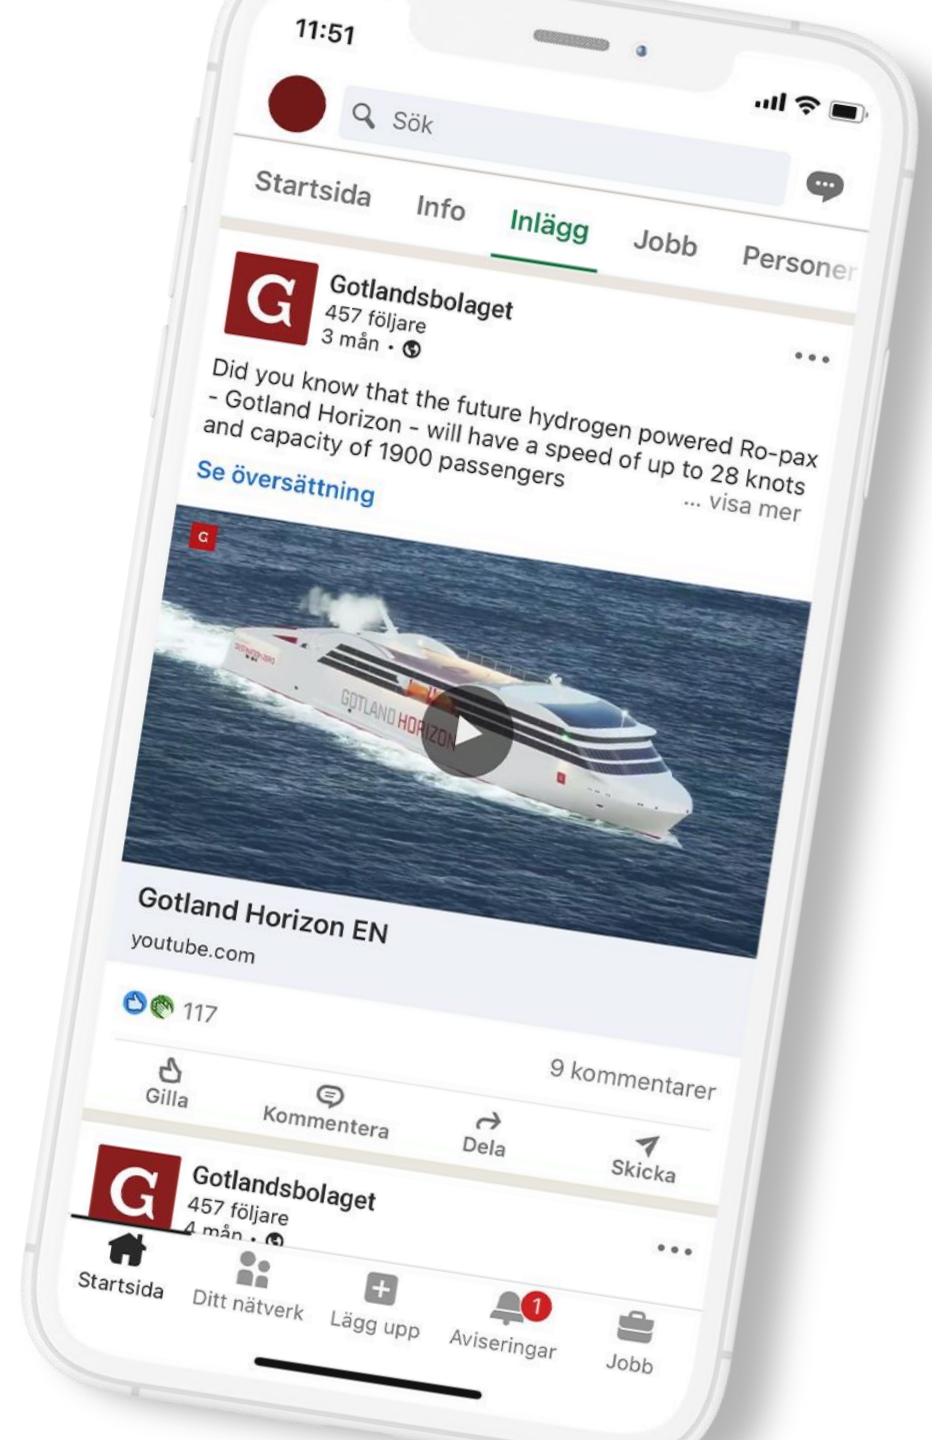 11:51
Sök
Startsida Info Inlägg Jobb Personer
G
Gotlandsbolaget
457 följare
3 mån •
Did you know that the future hydrogen powered Ro-pax
- Gotland Horizon - will have a speed of up to 28 knots
and capacity of 1900 passengers
... visa mer
Se översättning
G
GOTLAND HORIZON
Gotland Horizon EN
youtube.com
117
9 kommentarer
Gilla Kommentera Dela Skicka
G
Gotlandsbolaget
457 följare
4 mån •
Startsida Ditt nätverk Lägg upp Aviseringar Jobb
1